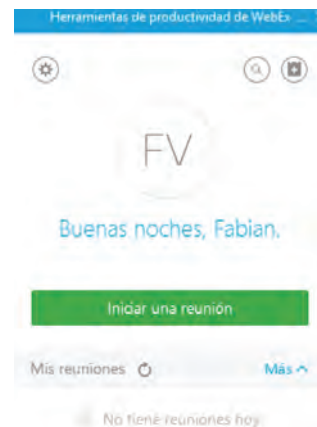 Herramientas de productividad de WebEx ...
FV
Buenas noches, Fabian.
Iniciar una reunión
Mis reuniones
Más
No tiene reuniones hoy